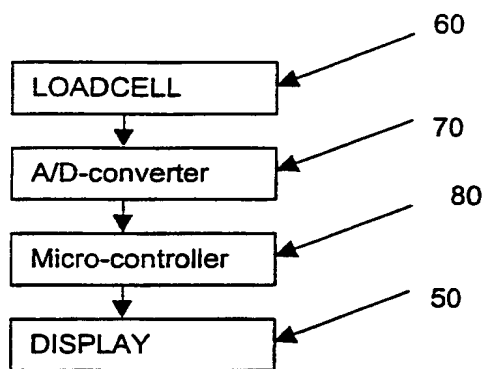 60
LOADCELL
70
A/D-converter
80
Micro-controller
50
DISPLAY